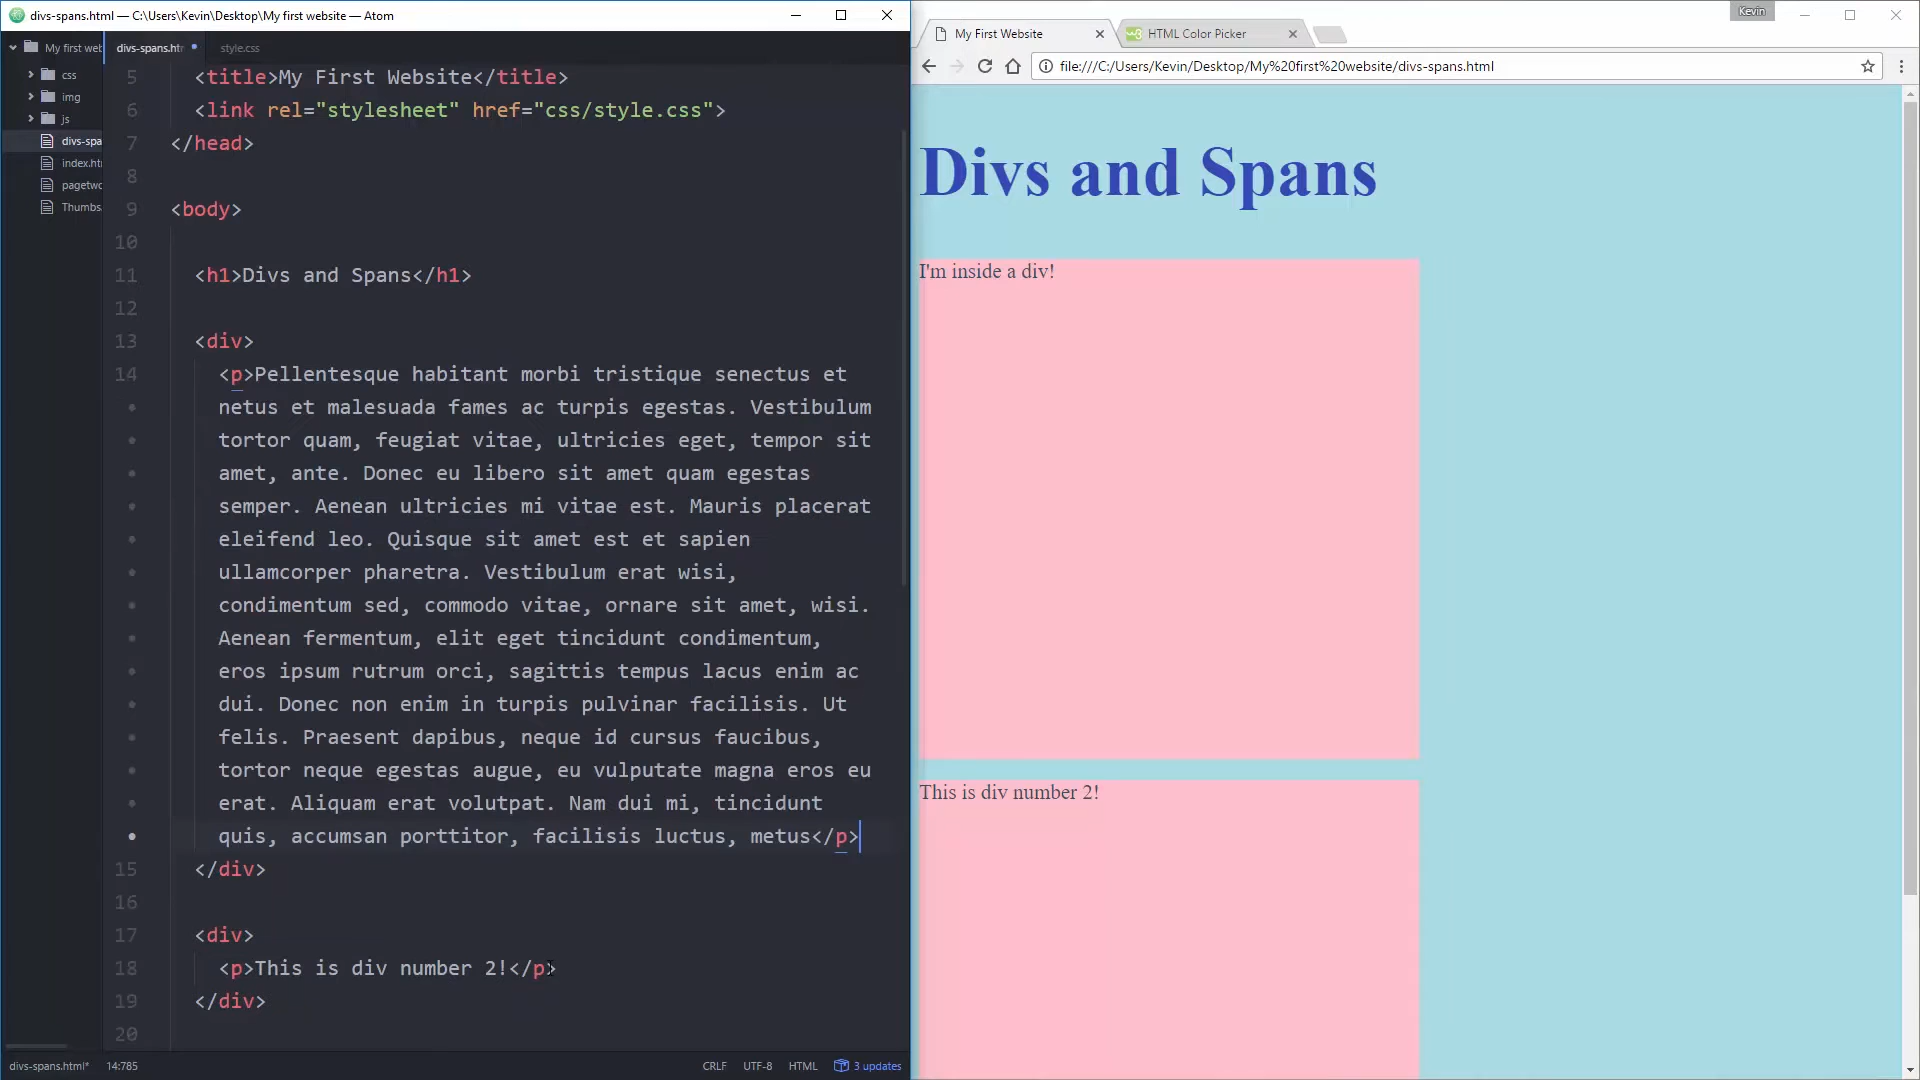 divs-spans.html — C:\Users\Kevin\Desktop\My first website — Atom
My first web
css
img
js
divs-spa
index.ht
pagetwo
Thumbs.
divs-spans.ht
style.css
5 <title>My First Website</title>
6 <link rel="stylesheet" href="css/style.css">
7 </head>
8
9 <body>
10
11 <h1>Divs and Spans</h1>
12
13 <div>
14 <p>Pellentesque habitant morbi tristique senectus et
netus et malesuada fames ac turpis egestas. Vestibulum
tortor quam, feugiat vitae, ultricies eget, tempor sit
amet, ante. Donec eu libero sit amet quam egestas
semper. Aenean ultricies mi vitae est. Mauris placerat
eleifend leo. Quisque sit amet est et sapien
ullamcorper pharetra. Vestibulum erat wisi,
condimentum sed, commodo vitae, ornare sit amet, wisi.
Aenean fermentum, elit eget tincidunt condimentum,
eros ipsum rutrum orci, sagittis tempus lacus enim ac
dui. Donec non enim in turpis pulvinar facilisis. Ut
felis. Praesent dapibus, neque id cursus faucibus,
tortor neque egestas augue, eu vulputate magna eros eu
erat. Aliquam erat volutpat. Nam dui mi, tincidunt
quis, accumsan porttitor, facilisis luctus, metus</p>
15 </div>
16
17 <div>
18 <p>This is div number 2!</p>
19 </div>
20
divs-spans.html* 14:785 CRLF UTF-8 HTML 3 updates
Kevin
My First Website
HTML Color Picker
file:///C:/Users/Kevin/Desktop/My%20first%20website/divs-spans.html
Divs and Spans
I'm inside a div!
This is div number 2!